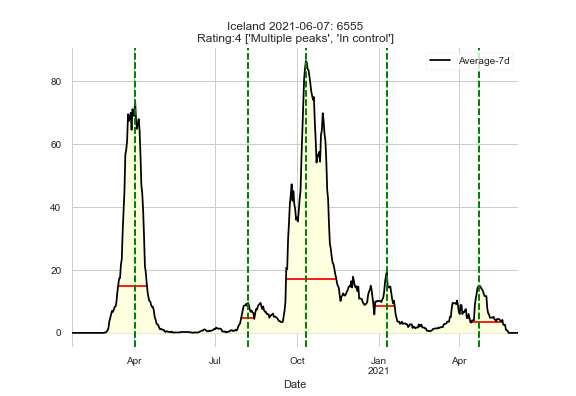 Iceland 2021-06-07: 6555
Rating:4 ['Multiple peaks', 'In control']
Average-7d
80
60
40
20
0
Apr
Jul
Oct
Jan
2021
Apr
Date